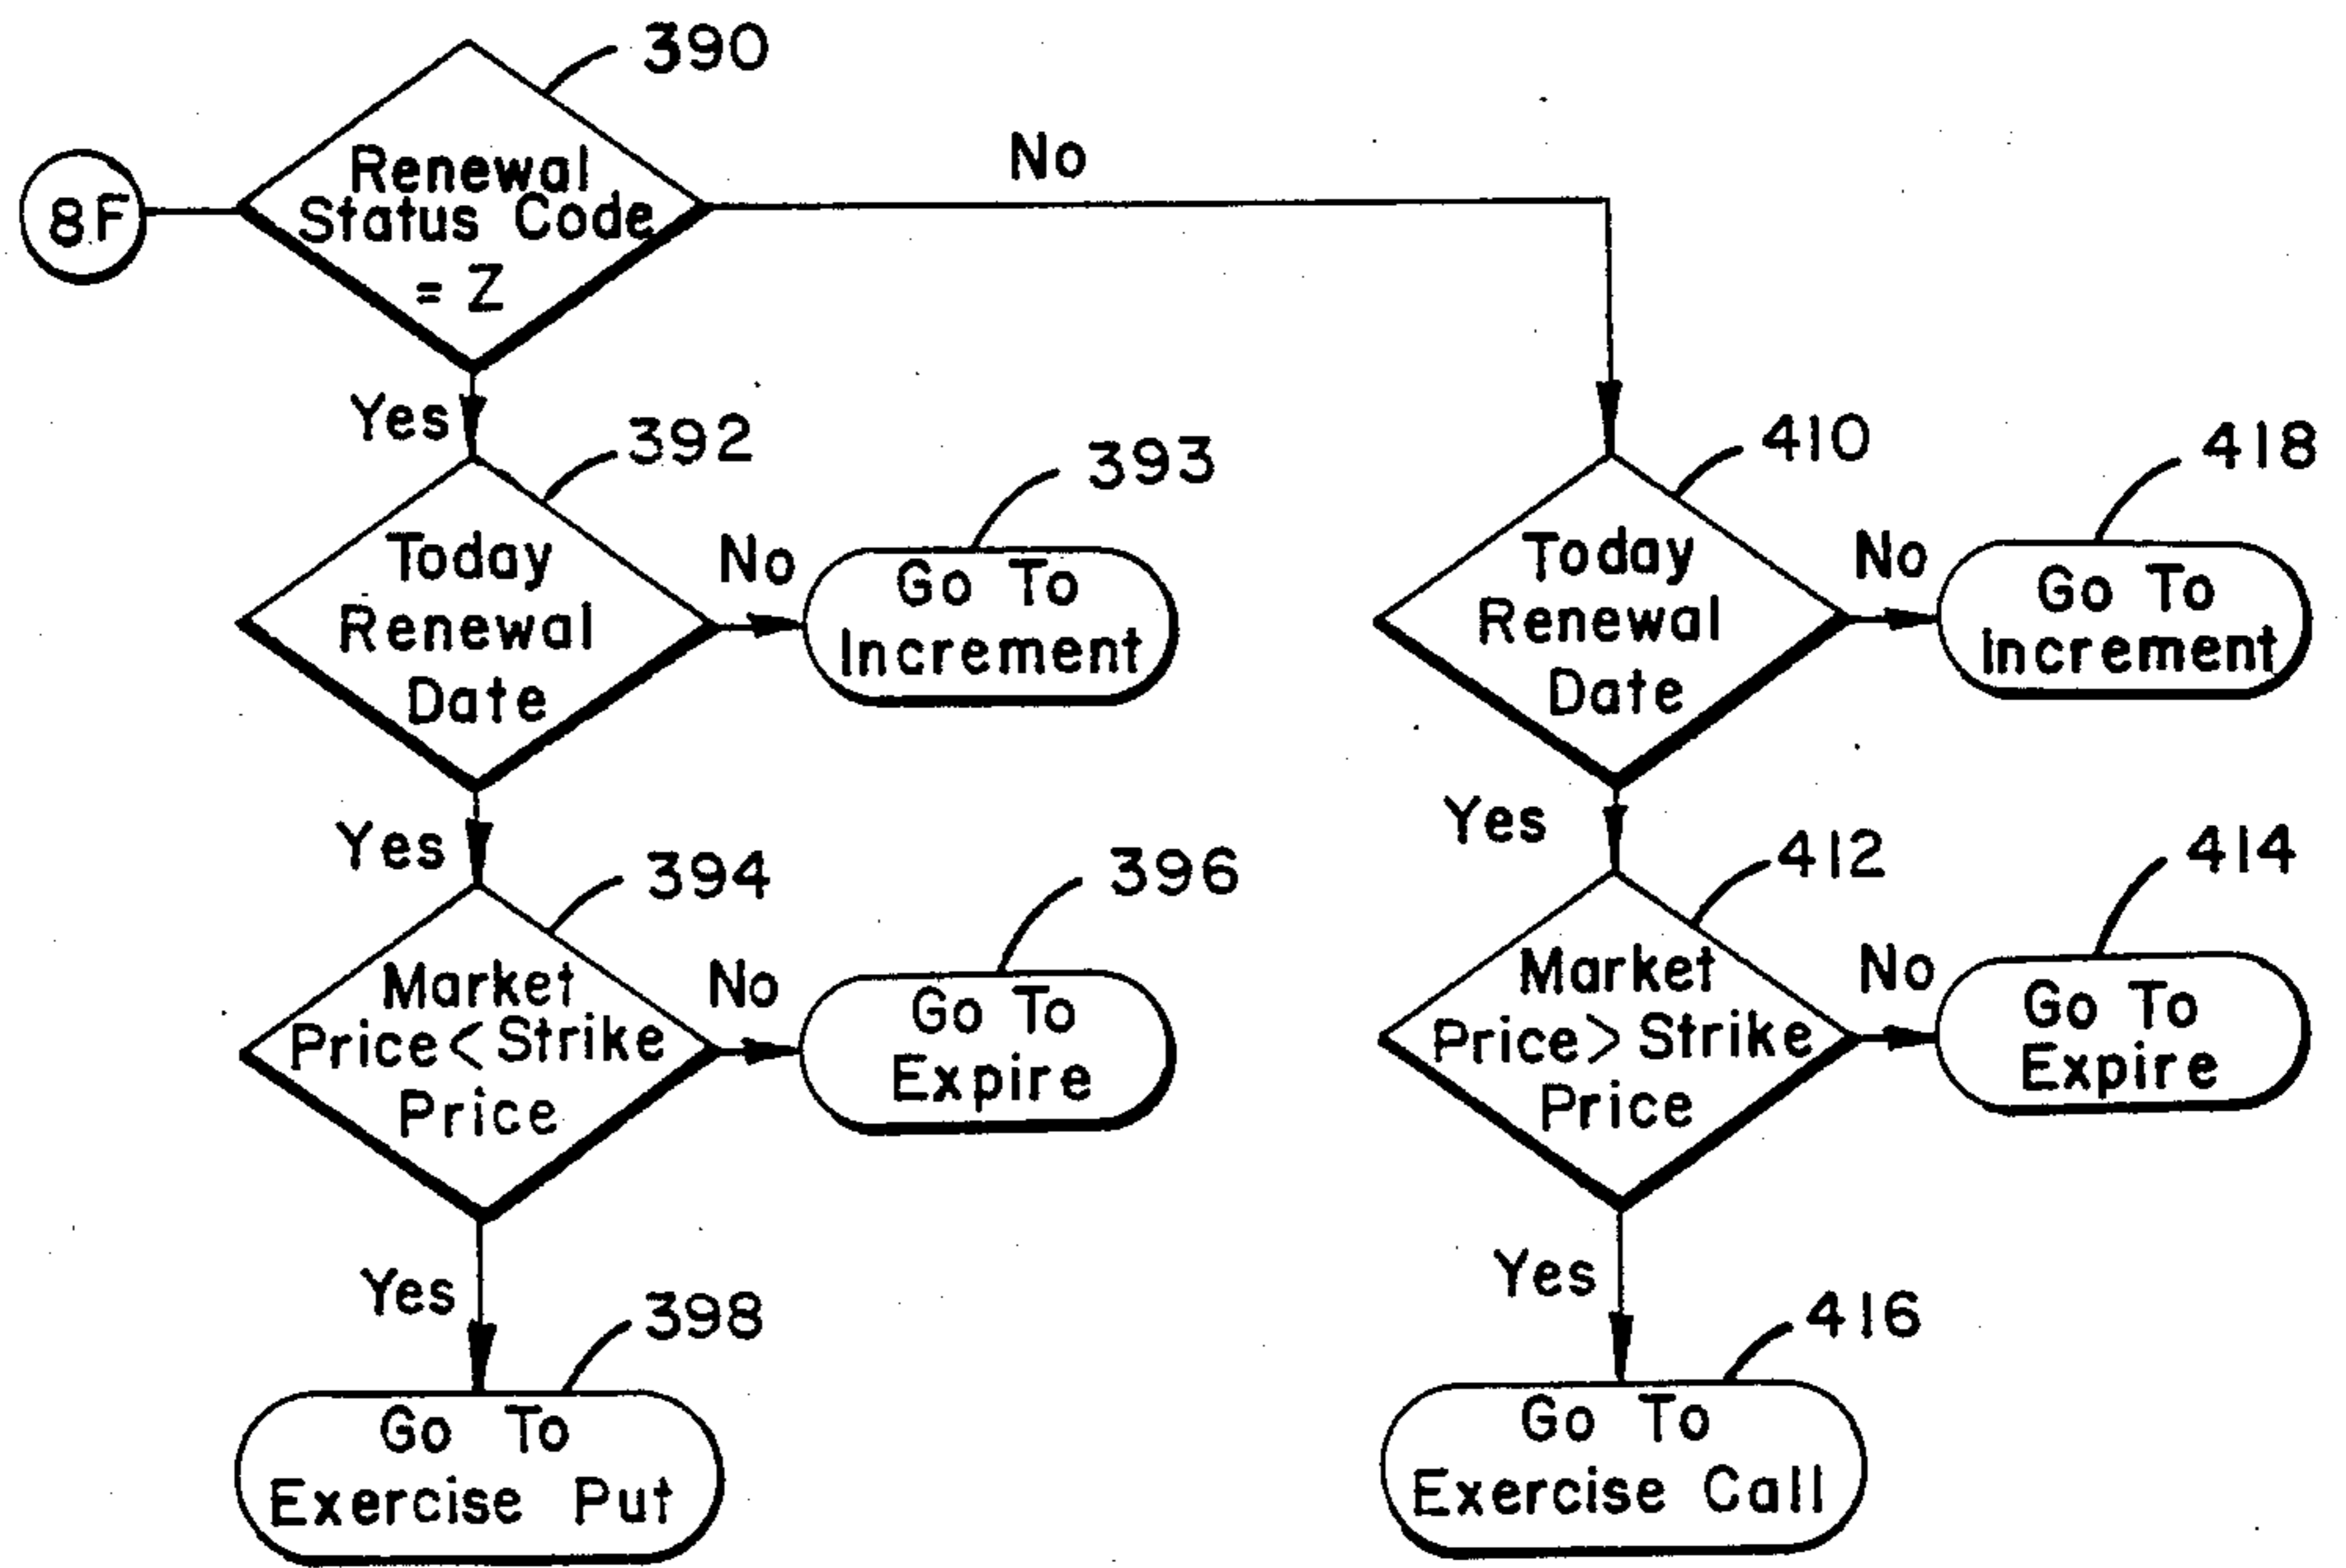 390
8F
Renewal
Status Code
= Z
No
Yes
392
Today
Renewal
Date
No
393
Go To
Increment
Yes
394
Market
Price < Strike
Price
No
396
Go To
Expire
Yes
398
Go To
Exercise Put
410
Today
Renewal
Date
No
418
Go To
Increment
Yes
412
Market
Price > Strike
Price
No
414
Go To
Expire
Yes
416
Go To
Exercise Call